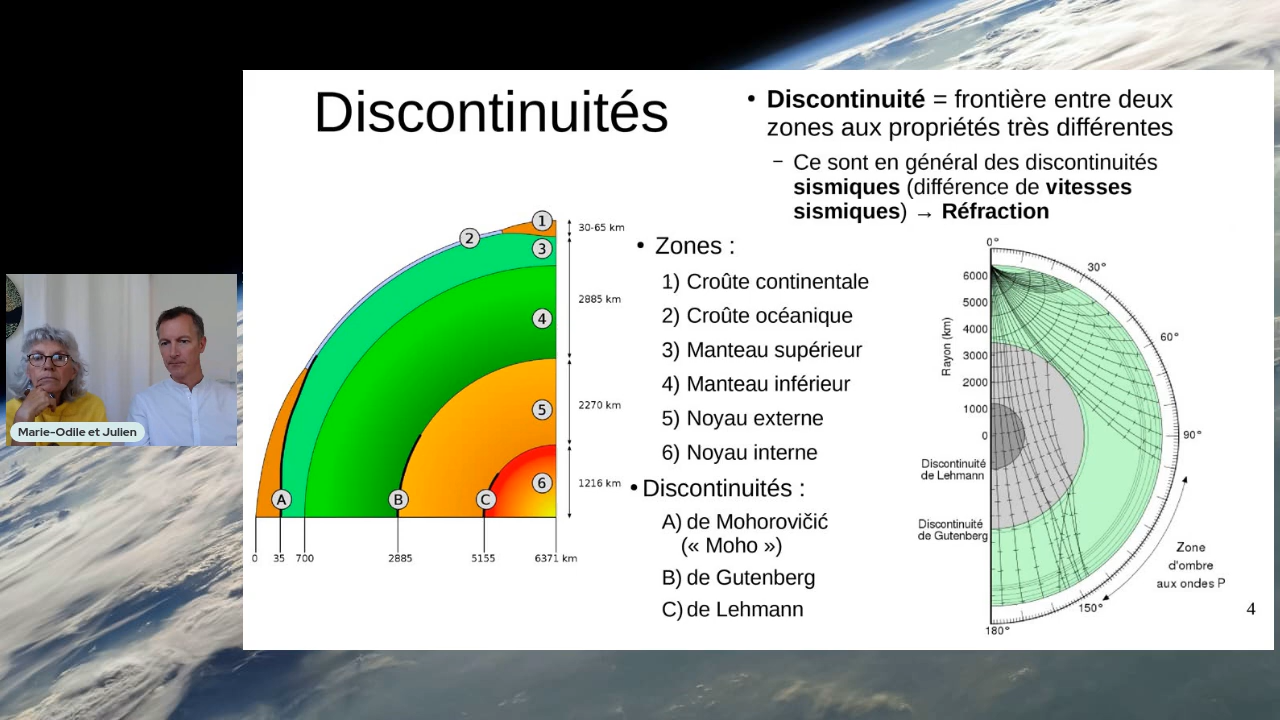 Discontinuités
• Discontinuité = frontière entre deux
zones aux propriétés très différentes
– Ce sont en général des discontinuités
sismiques (différence de vitesses
sismiques) → Réfraction
1
2
3
4
5
6
A
B
C
30-65 km
2885 km
2270 km
1216 km
0 35 700 2885 5155 6371 km
• Zones :
1) Croûte continentale
2) Croûte océanique
3) Manteau supérieur
4) Manteau inférieur
5) Noyau externe
6) Noyau interne
• Discontinuités :
A) de Mohorovičić
(« Moho »)
B) de Gutenberg
C) de Lehmann
0°
30°
60°
90°
150°
180°
Rayon (km)
6000
5000
4000
3000
2000
1000
0
Discontinuité
de Lehmann
Discontinuité
de Gutenberg
Zone
d'ombre
aux ondes P
4
Marie-Odile et Julien